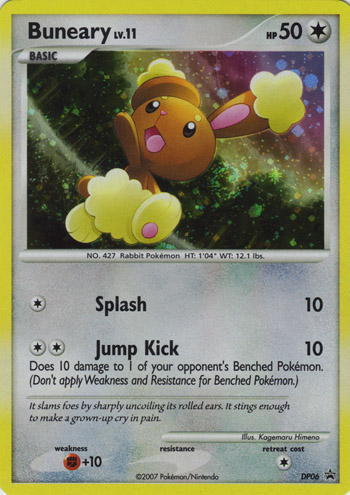 Buneary LV.11 HP 50
BASIC
NO. 427 Rabbit Pokémon HT: 1'04" WT: 12.1 lbs.
Splash 10
Jump Kick 10
Does 10 damage to 1 of your opponent's Benched Pokémon.
(Don't apply Weakness and Resistance for Benched Pokémon.)
It slams foes by sharply uncoiling its rolled ears. It stings enough
to make a grown-up cry in pain.
Illus. Kagemaru Himeno
weakness resistance retreat cost
+10
©2007 Pokémon/Nintendo DP06